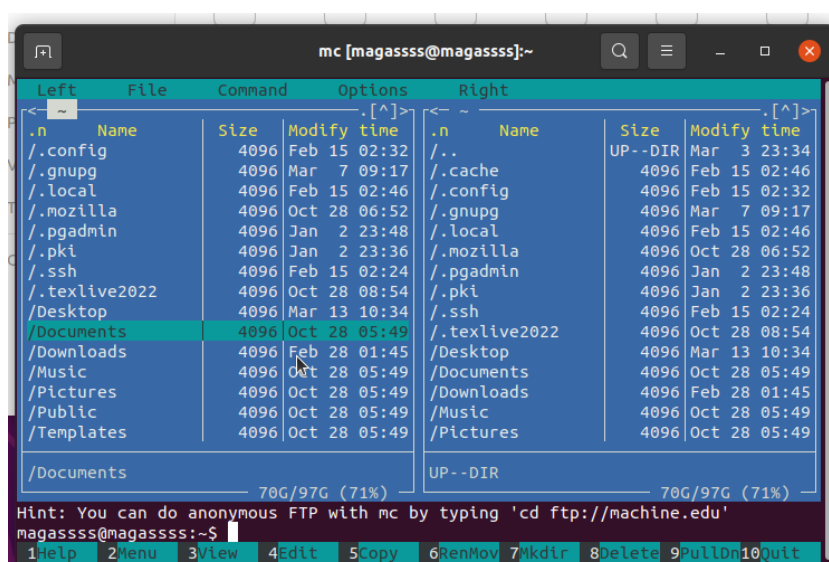 mc [magassss@magassss]:~
Left File Command Options Right
<- ~ .[^]> <- ~ .[^]>
.n Name Size Modify time .n Name Size Modify time
/.config 4096 Feb 15 02:32 /.. UP--DIR Mar 3 23:34
/.gnupg 4096 Mar 7 09:17 /.cache 4096 Feb 15 02:46
/.local 4096 Feb 15 02:46 /.config 4096 Feb 15 02:32
/.mozilla 4096 Oct 28 06:52 /.gnupg 4096 Mar 7 09:17
/.pgadmin 4096 Jan 2 23:48 /.local 4096 Feb 15 02:46
/.pki 4096 Jan 2 23:36 /.mozilla 4096 Oct 28 06:52
/.ssh 4096 Feb 15 02:24 /.pgadmin 4096 Jan 2 23:48
/.texlive2022 4096 Oct 28 08:54 /.pki 4096 Jan 2 23:36
/Desktop 4096 Mar 13 10:34 /.ssh 4096 Feb 15 02:24
/Documents 4096 Oct 28 05:49 /.texlive2022 4096 Oct 28 08:54
/Downloads 4096 Feb 28 01:45 /Desktop 4096 Mar 13 10:34
/Music 4096 Oct 28 05:49 /Documents 4096 Oct 28 05:49
/Pictures 4096 Oct 28 05:49 /Downloads 4096 Feb 28 01:45
/Public 4096 Oct 28 05:49 /Music 4096 Oct 28 05:49
/Templates 4096 Oct 28 05:49 /Pictures 4096 Oct 28 05:49
/Documents UP--DIR
70G/97G (71%) 70G/97G (71%)
Hint: You can do anonymous FTP with mc by typing 'cd ftp://machine.edu'
magassss@magassss:~$
1Help 2Menu 3View 4Edit 5Copy 6RenMov 7Mkdir 8Delete 9PullDn 10Quit